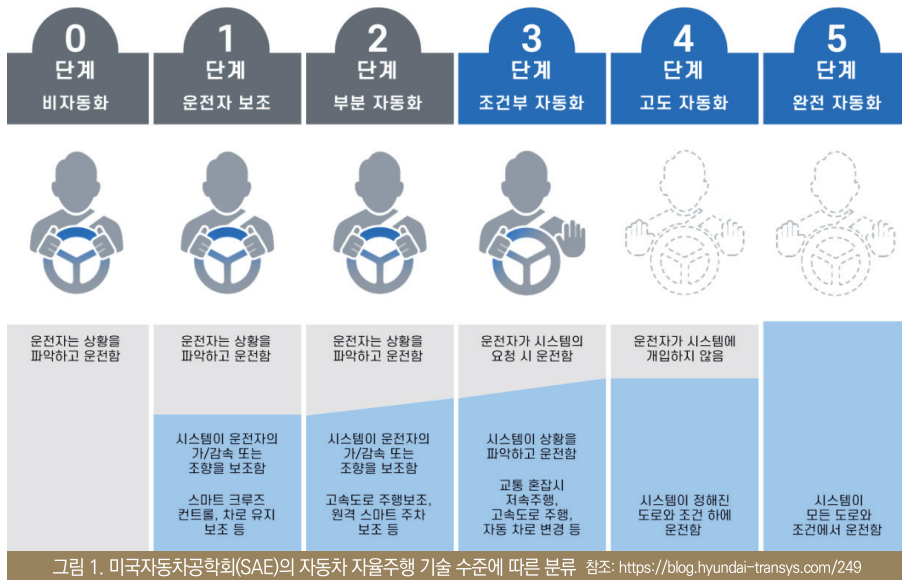 0
단계
비자동화
1
단계
운전자 보조
2
단계
부분 자동화
3
단계
조건부 자동화
4
단계
고도 자동화
5
단계
완전 자동화
운전자는 상황을
파악하고 운전함
운전자는 상황을
파악하고 운전함
시스템이 운전자의
가/감속 또는
조향을 보조함
스마트 크루즈
컨트롤, 차로 유지
보조 등
운전자는 상황을
파악하고 운전함
시스템이 운전자의
가/감속 또는
조향을 보조함
고속도로 주행보조,
원격 스마트 주차
보조 등
운전자가 시스템의
요청 시 운전함
시스템이 상황을
파악하고 운전함
교통 혼잡시
저속주행,
고속도로 주행,
자동 차로 변경 등
운전자가 시스템에
개입하지 않음
시스템이 정해진
도로와 조건 하에
운전함
시스템이
모든 도로와
조건에서 운전함
그림 1. 미국자동차공학회(SAE)의 자동차 자율주행 기술 수준에 따른 분류 참조: https://blog.hyundai-transys.com/249